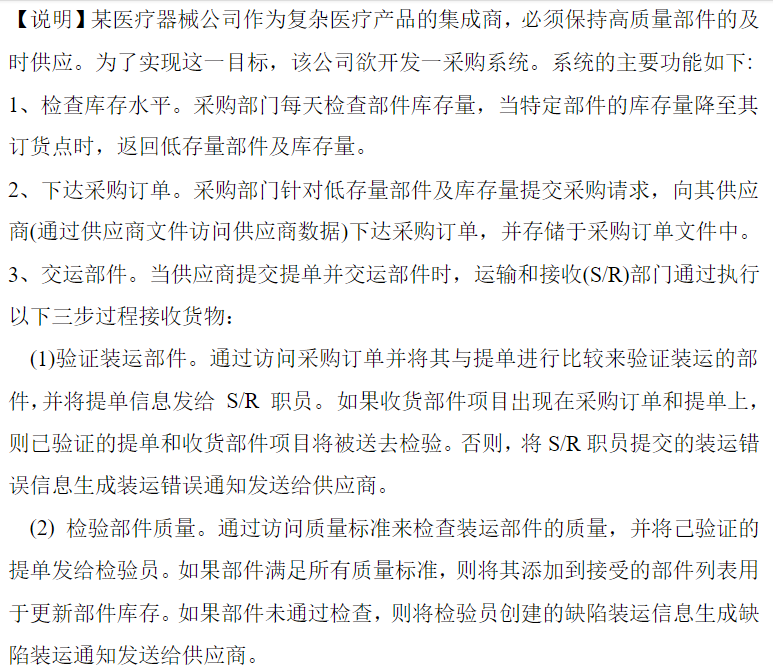 【说明】某医疗器械公司作为复杂医疗产品的集成商，必须保持高质量部件的及
时供应。为了实现这一目标，该公司欲开发一采购系统。系统的主要功能如下:
1、检查库存水平。采购部门每天检查部件库存量，当特定部件的库存量降至其
订货点时，返回低存量部件及库存量。
2、下达采购订单。采购部门针对低存量部件及库存量提交采购请求，向其供应
商(通过供应商文件访问供应商数据)下达采购订单，并存储于采购订单文件中。
3、交运部件。当供应商提交提单并交运部件时，运输和接收(S/R)部门通过执行
以下三步过程接收货物：
(1)验证装运部件。通过访问采购订单并将其与提单进行比较来验证装运的部
件,并将提单信息发给 S/R 职员。如果收货部件项目出现在采购订单和提单上，
则已验证的提单和收货部件项目将被送去检验。否则，将 S/R 职员提交的装运错
误信息生成装运错误通知发送给供应商。
(2) 检验部件质量。通过访问质量标准来检查装运部件的质量，并将己验证的
提单发给检验员。如果部件满足所有质量标准，则将其添加到接受的部件列表用
于更新部件库存。如果部件未通过检查，则将检验员创建的缺陷装运信息生成缺
陷装运通知发送给供应商。